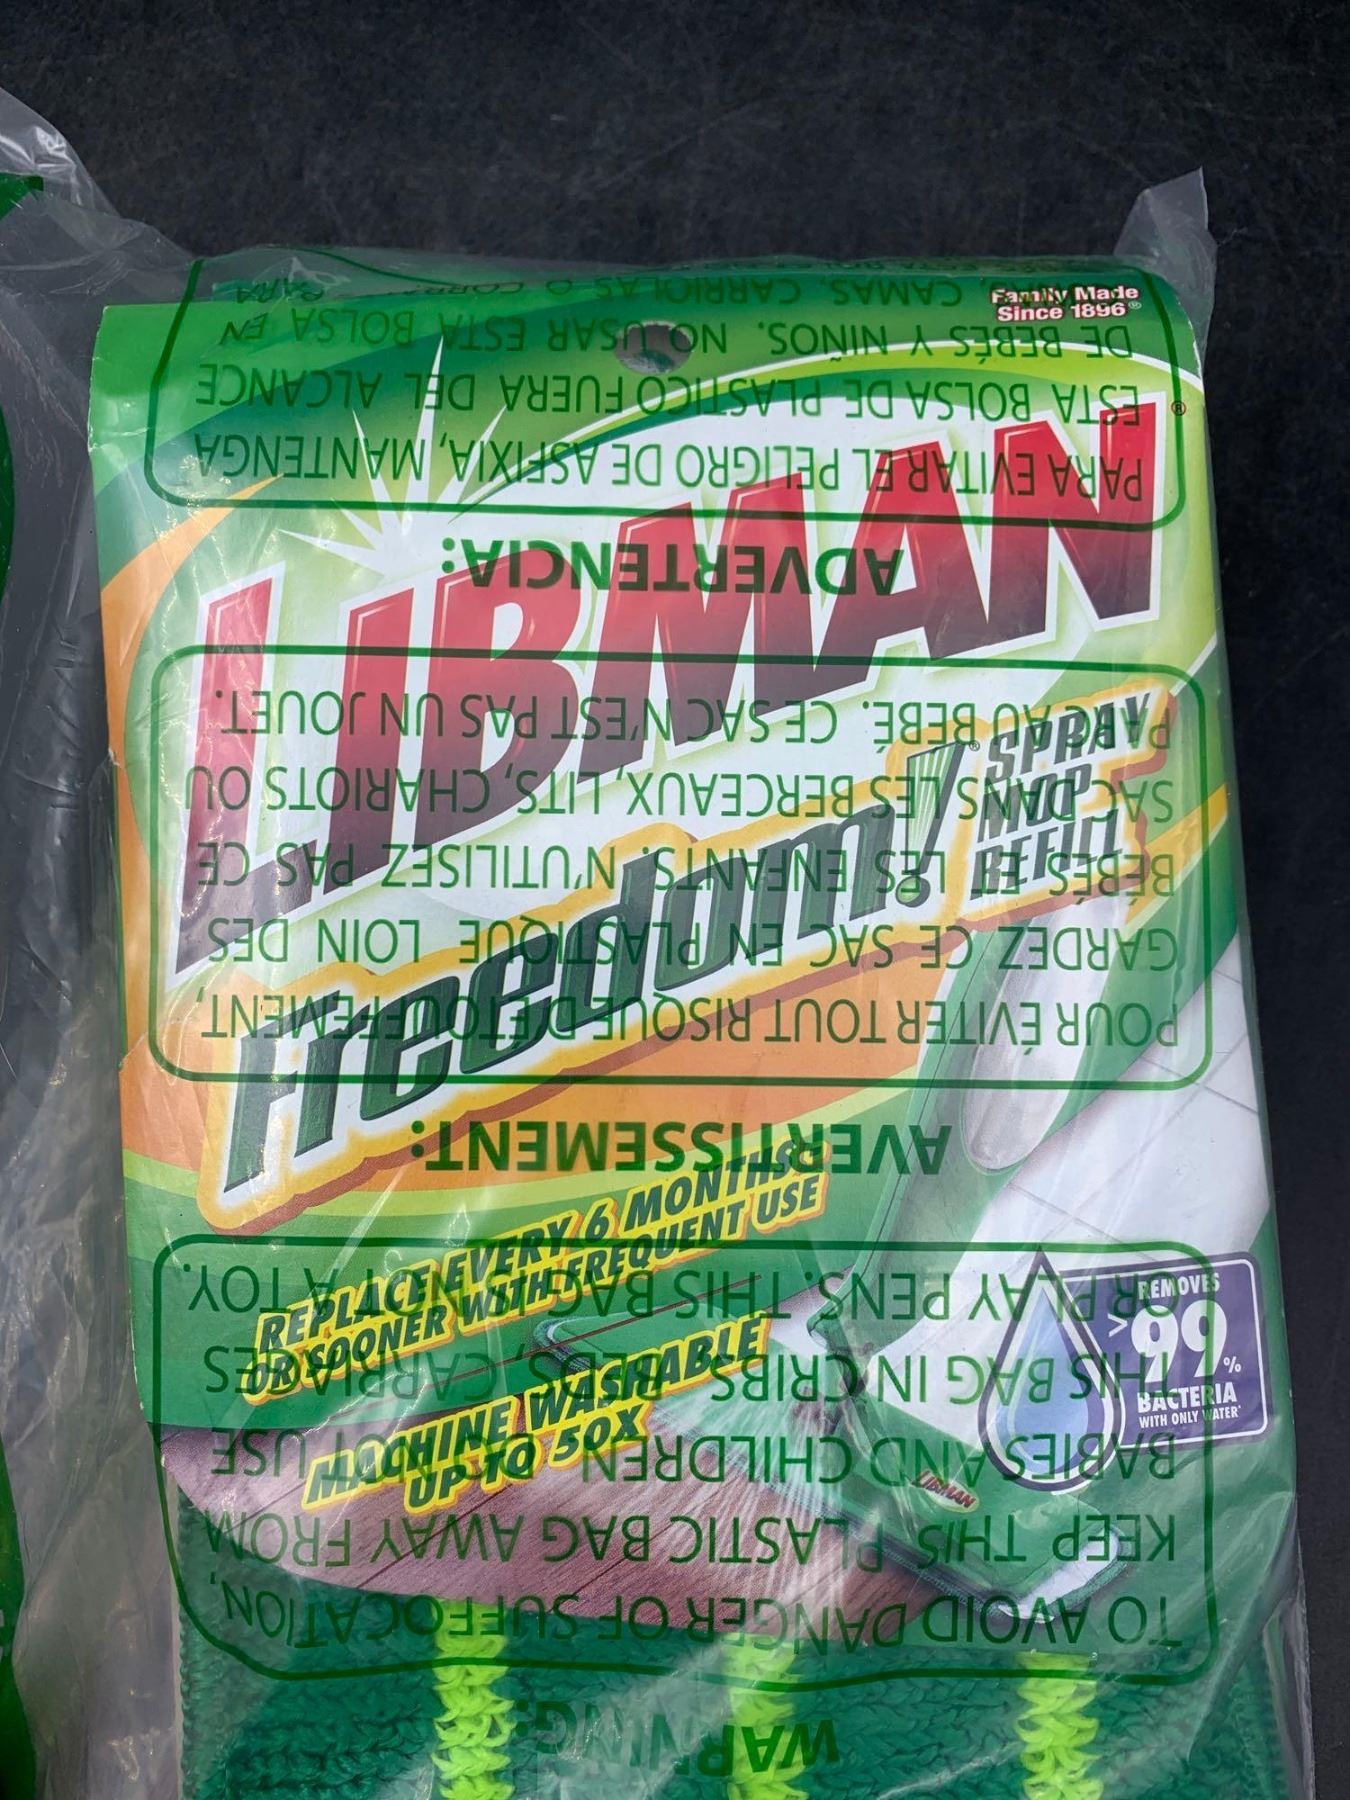 Family Made
Since 1896®
LIBMAN®
Freedom!®
SPRAY
MOP
REFILL
REPLACE EVERY 6 MONTHS
OR SOONER WITH FREQUENT USE
MACHINE WASHABLE
UP TO 50X
REMOVES
>99%
BACTERIA
WITH ONLY WATER*
LIBMAN
WARNING:
TO AVOID DANGER OF SUFFOCATION,
KEEP THIS PLASTIC BAG AWAY FROM
BABIES AND CHILDREN. DO NOT USE
THIS BAG IN CRIBS, BEDS, CARRIAGES
OR PLAY PENS. THIS BAG IS NOT A TOY.
AVERTISSEMENT:
POUR ÉVITER TOUT RISQUE D'ÉTOUFFEMENT,
GARDEZ CE SAC EN PLASTIQUE LOIN DES
BÉBÉS ET LES ENFANTS. N'UTILISEZ PAS CE
SAC DANS LES BERCEAUX, LITS, CHARIOTS OU
PARC AU BÉBÉ. CE SAC N'EST PAS UN JOUET.
ADVERTENCIA:
PARA EVITAR EL PELIGRO DE ASFIXIA, MANTENGA
ESTA BOLSA DE PLASTICO FUERA DEL ALCANCE
DE BEBÉS Y NIÑOS. NO USAR ESTA BOLSA EN
CAMAS, CARRIOLAS O PARA